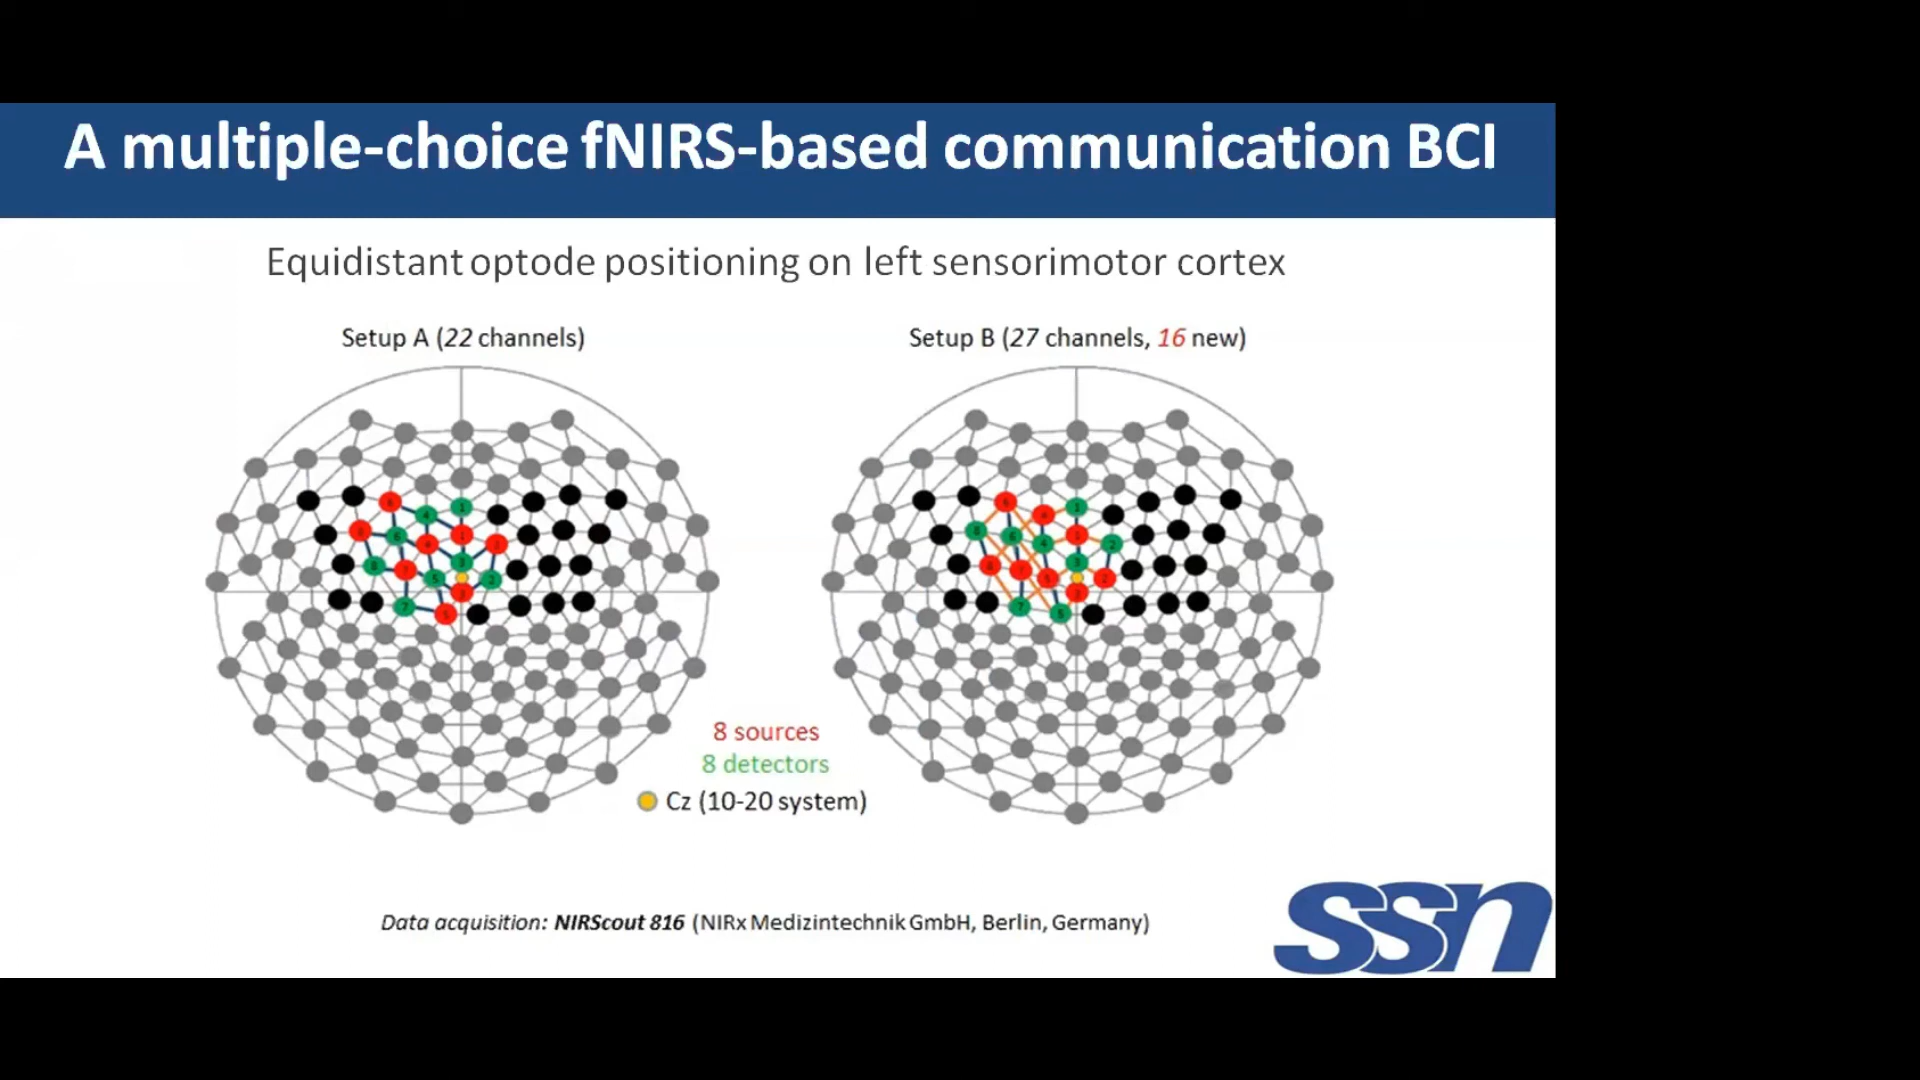 A multiple-choice fNIRS-based communication BCI
Equidistant optode positioning on left sensorimotor cortex
Setup A (22 channels)
Setup B (27 channels, 16 new)
8 sources
8 detectors
Cz (10-20 system)
Data acquisition: NIRScout 816 (NIRx Medizintechnik GmbH, Berlin, Germany)
ssn